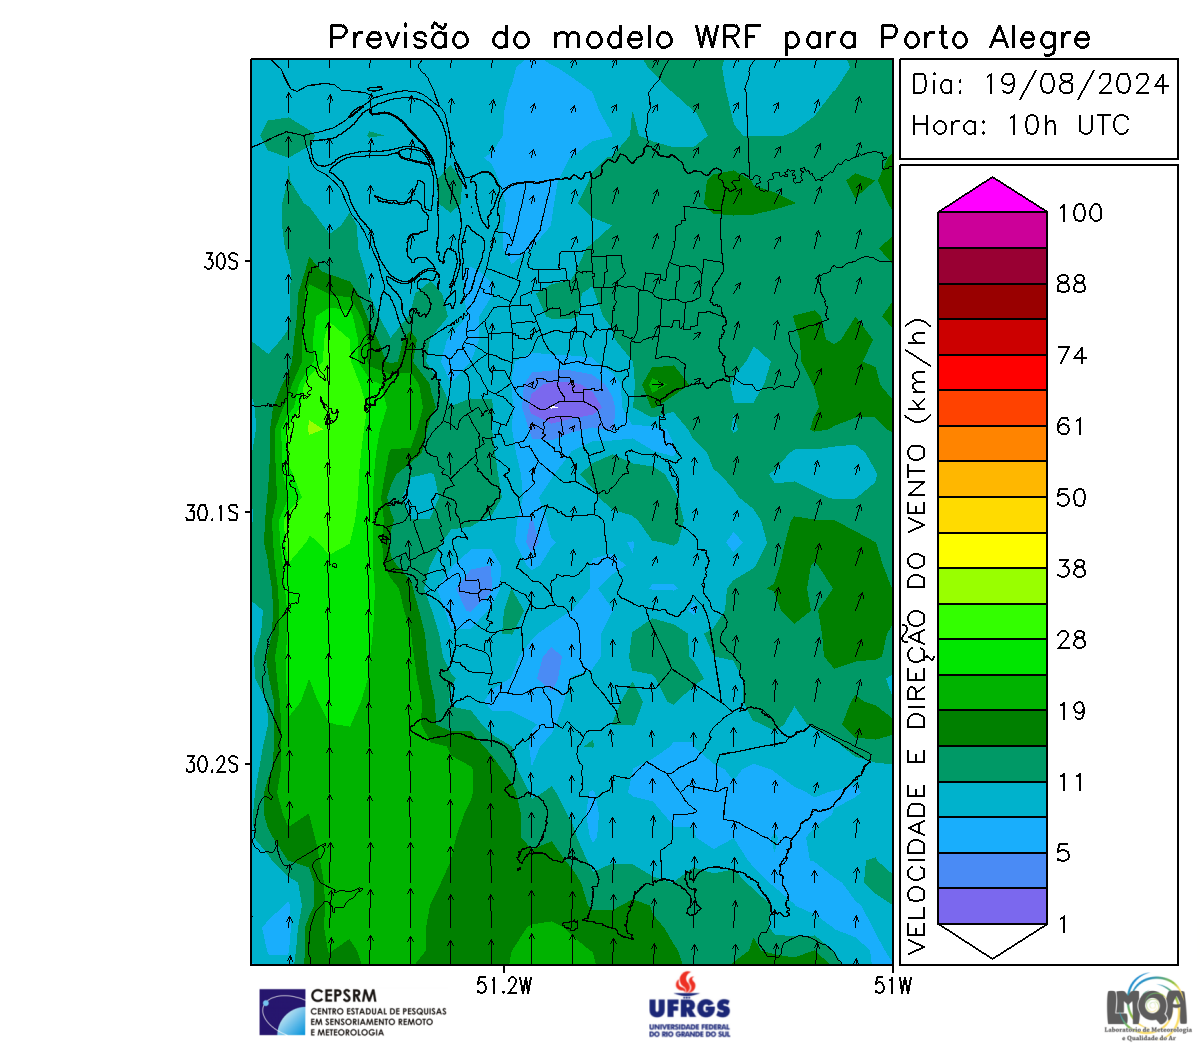 Previsão do modelo WRF para Porto Alegre
Dia: 19/08/2024
Hora: 10h UTC
100
88
74
61
50
38
28
19
11
5
1
VELOCIDADE E DIREÇÃO DO VENTO (km/h)
30S
30.1S
30.2S
51.2W
51W
CEPSRM
CENTRO ESTADUAL DE PESQUISAS
EM SENSORIAMENTO REMOTO
E METEOROLOGIA
UFRGS
UNIVERSIDADE FEDERAL
DO RIO GRANDE DO SUL
LMQA
Laboratório de Meteorologia
e Qualidade do Ar